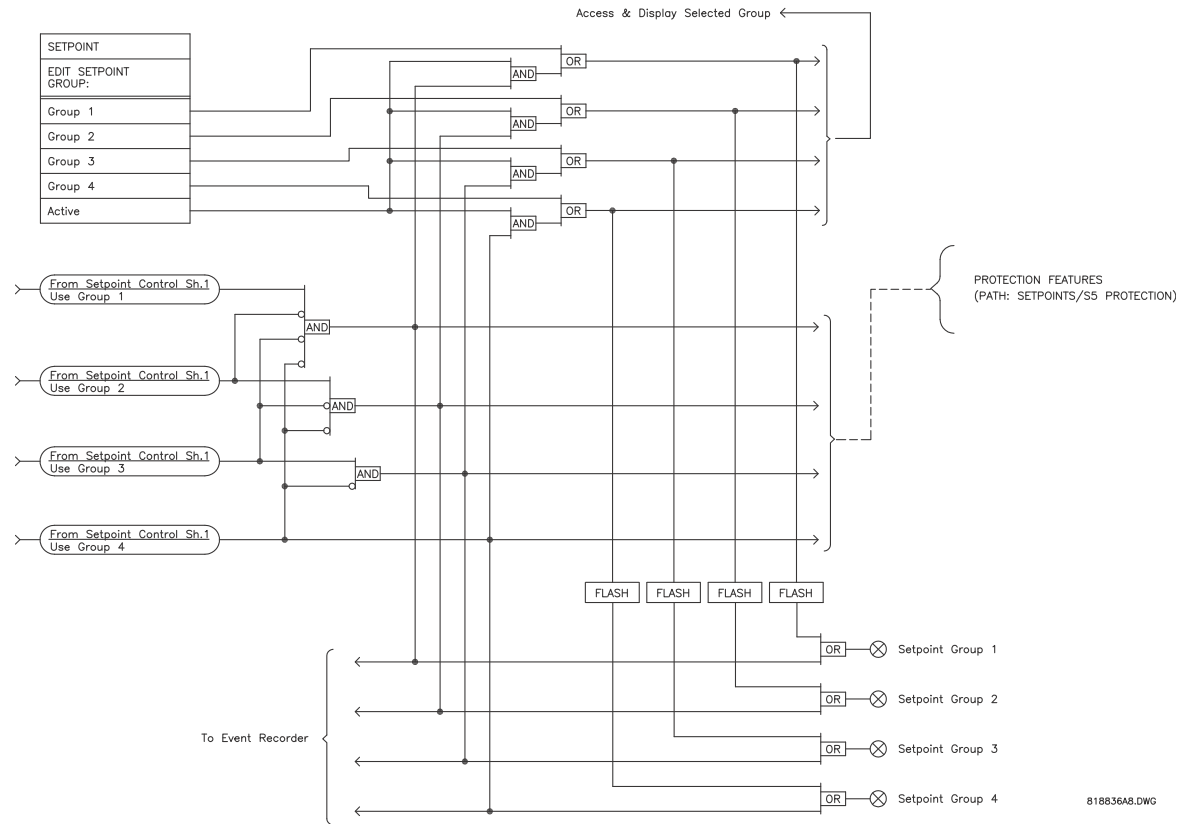 Access & Display Selected Group
SETPOINT
EDIT SETPOINT
GROUP:
Group 1
Group 2
Group 3
Group 4
Active
OR
AND
OR
AND
OR
AND
OR
AND
From Setpoint Control Sh.1
Use Group 1
AND
From Setpoint Control Sh.1
Use Group 2
AND
From Setpoint Control Sh.1
Use Group 3
AND
From Setpoint Control Sh.1
Use Group 4
PROTECTION FEATURES
(PATH: SETPOINTS/S5 PROTECTION)
FLASH
FLASH
FLASH
FLASH
OR
Setpoint Group 1
OR
Setpoint Group 2
To Event Recorder
OR
Setpoint Group 3
OR
Setpoint Group 4
818836A8.DWG